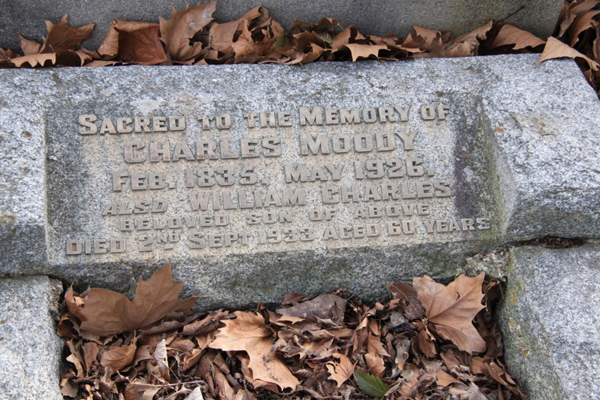 Sacred to the Memory of
Charles Moody
Feb. 1835. May 1926.
Also William Charles
Beloved son of above
Died 2nd Sept. 1933 Aged 60 Years